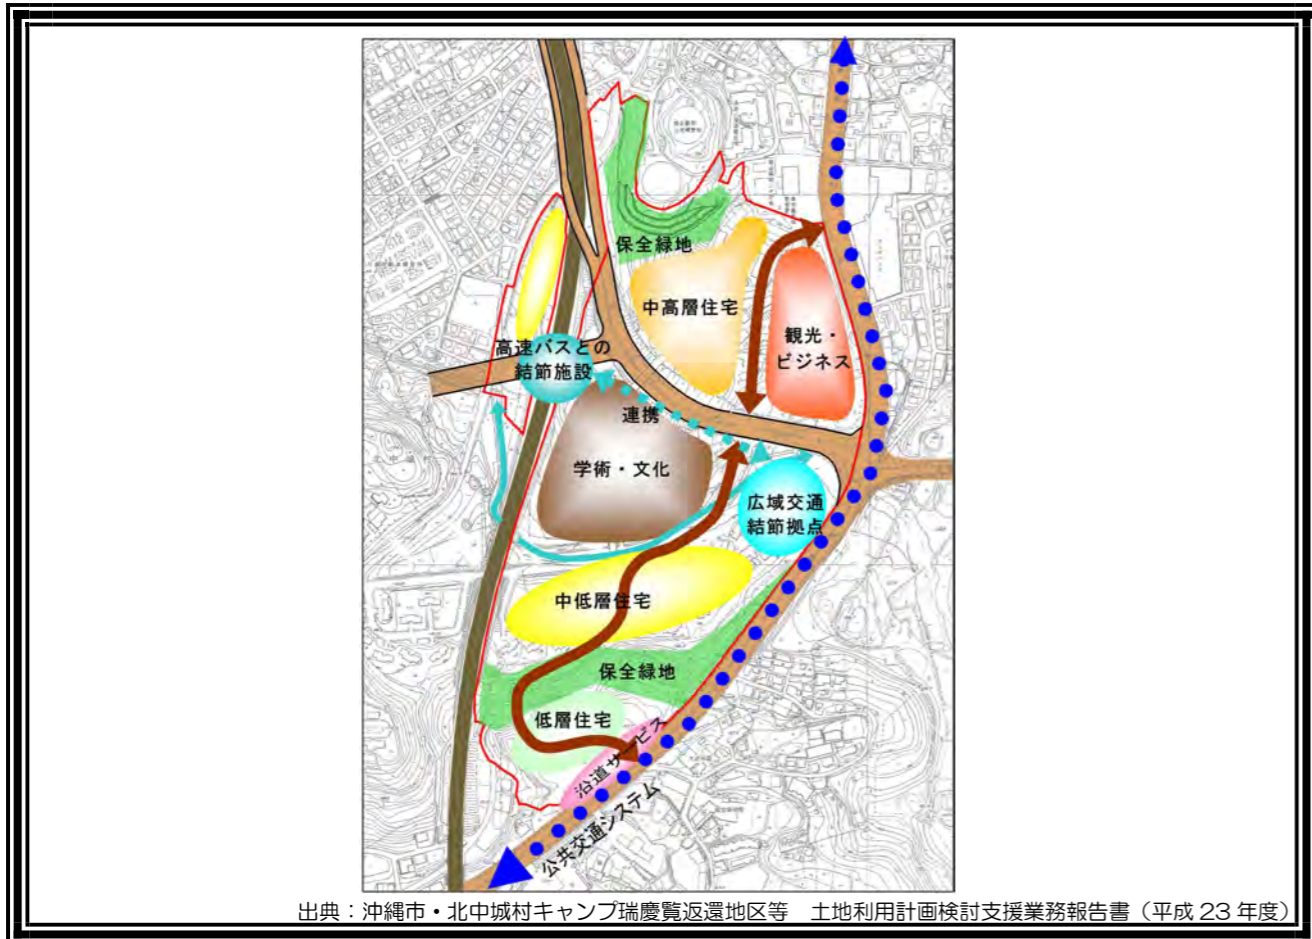 保全緑地
中高層住宅
観光・
ビジネス
高速バスとの
結節施設
連携
学術・文化
広域交通
結節拠点
中低層住宅
保全緑地
低層住宅
沿道サービス
公共交通システム
出典：沖縄市・北中城村キャンプ瑞慶覧返還地区等　土地利用計画検討支援業務報告書（平成 23 年度）